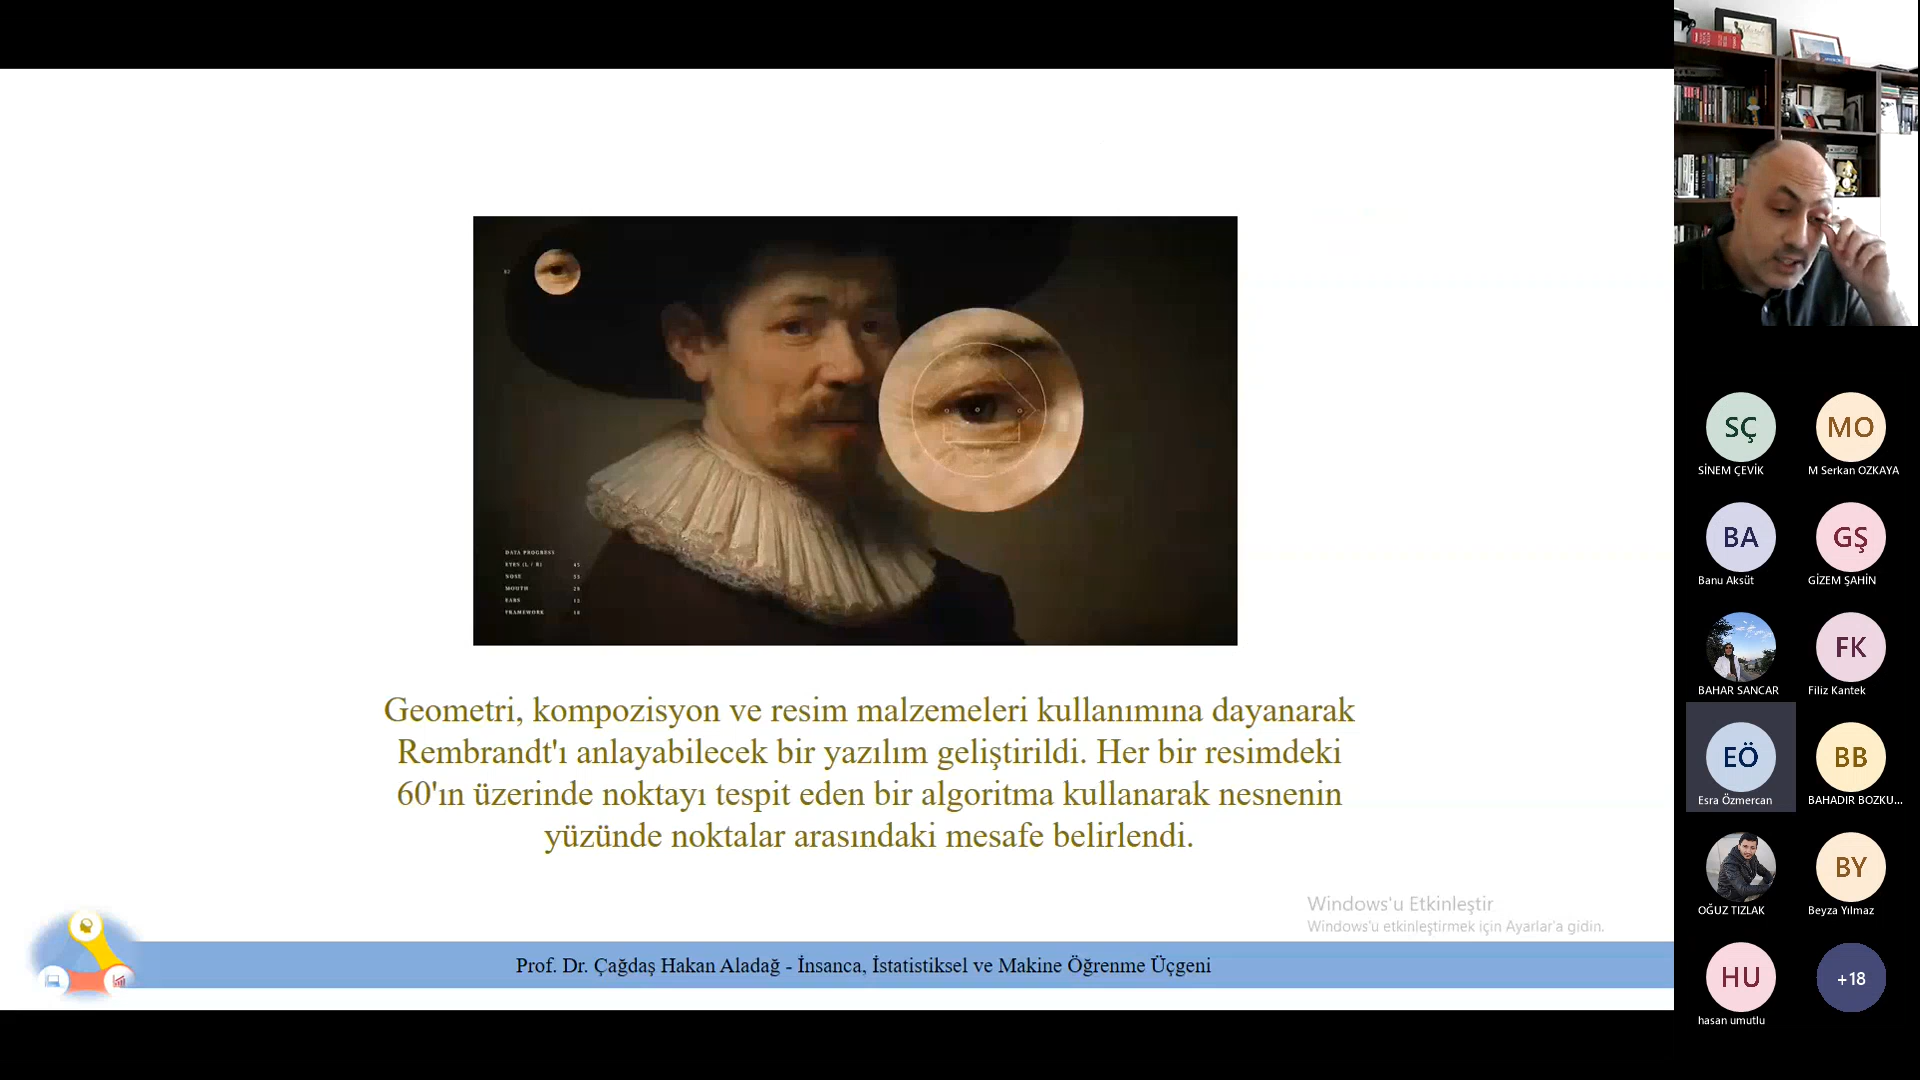 DATA PROGRESS
EYES (L / R) 45
NOSE
MOUTH
EARS
FRAMEWORK
Geometri, kompozisyon ve resim malzemeleri kullanımına dayanarak
Rembrandt'ı anlayabilecek bir yazılım geliştirildi. Her bir resimdeki
60'ın üzerinde noktayı tespit eden bir algoritma kullanarak nesnenin
yüzünde noktalar arasındaki mesafe belirlendi.
Windows'u Etkinleştir
Windows'u etkinleştirmek için Ayarlar'a gidin.
Prof. Dr. Çağdaş Hakan Aladağ - İnsanca, İstatistiksel ve Makine Öğrenme Üçgeni
SÇ
SİNEM ÇEVİK
MO
M Serkan OZKAYA
BA
Banu Aksüt
GŞ
GİZEM ŞAHİN
BAHAR SANCAR
FK
Filiz Kantek
EÖ
Esra Özmercan
BB
BAHADIR BOZKU...
OĞUZ TIZLAK
BY
Beyza Yılmaz
HU
hasan umutlu
+18